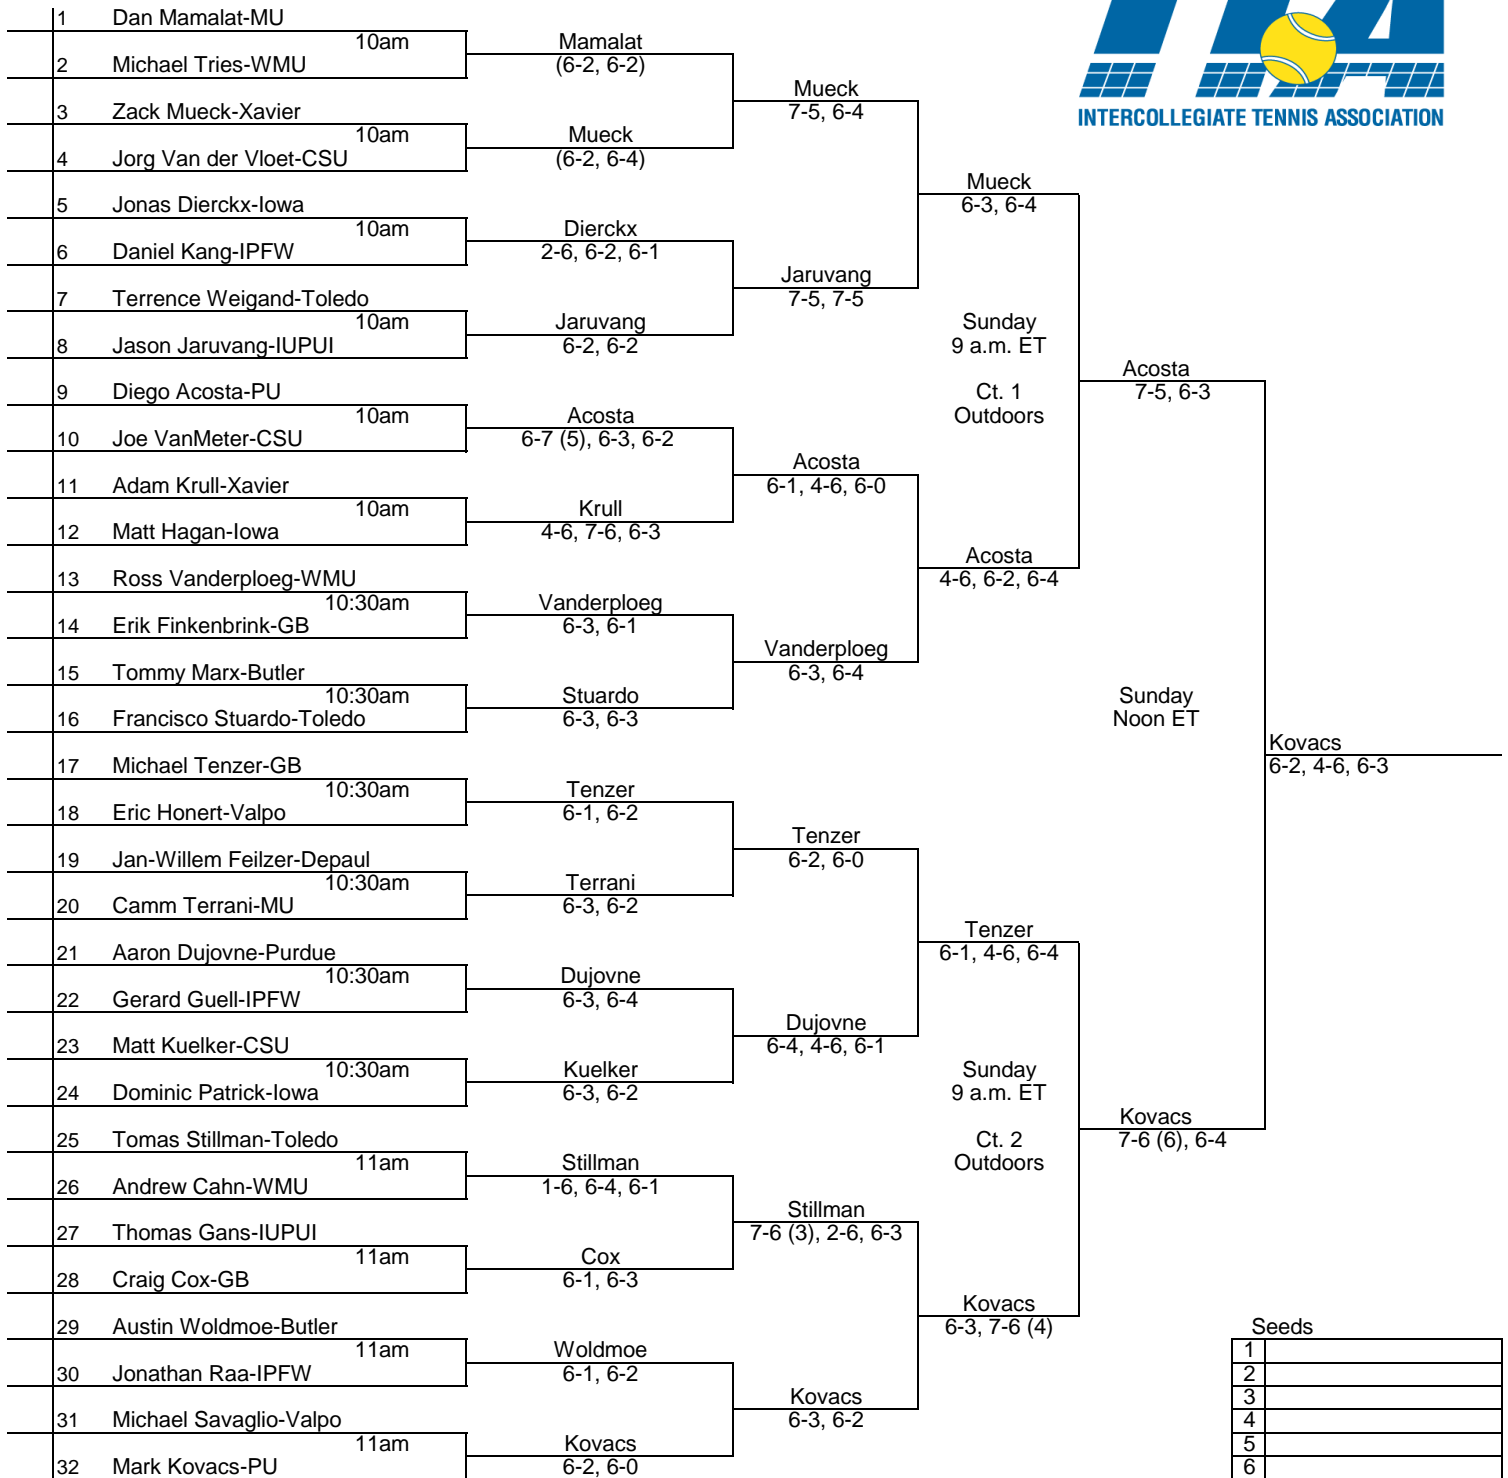 ITA
INTERCOLLEGIATE TENNIS ASSOCIATION
1 Dan Mamalat-MU
10am
2 Michael Tries-WMU
3 Zack Mueck-Xavier
10am
4 Jorg Van der Vloet-CSU
5 Jonas Dierckx-Iowa
10am
6 Daniel Kang-IPFW
7 Terrence Weigand-Toledo
10am
8 Jason Jaruvang-IUPUI
9 Diego Acosta-PU
10am
10 Joe VanMeter-CSU
11 Adam Krull-Xavier
10am
12 Matt Hagan-Iowa
13 Ross Vanderploeg-WMU
10:30am
14 Erik Finkenbrink-GB
15 Tommy Marx-Butler
10:30am
16 Francisco Stuardo-Toledo
17 Michael Tenzer-GB
10:30am
18 Eric Honert-Valpo
19 Jan-Willem Feilzer-Depaul
10:30am
20 Camm Terrani-MU
21 Aaron Dujovne-Purdue
10:30am
22 Gerard Guell-IPFW
23 Matt Kuelker-CSU
10:30am
24 Dominic Patrick-Iowa
25 Tomas Stillman-Toledo
11am
26 Andrew Cahn-WMU
27 Thomas Gans-IUPUI
11am
28 Craig Cox-GB
29 Austin Woldmoe-Butler
11am
30 Jonathan Raa-IPFW
31 Michael Savaglio-Valpo
11am
32 Mark Kovacs-PU
Mamalat
(6-2, 6-2)
Mueck
(6-2, 6-4)
Dierckx
2-6, 6-2, 6-1
Jaruvang
6-2, 6-2
Acosta
6-7 (5), 6-3, 6-2
Krull
4-6, 7-6, 6-3
Vanderploeg
6-3, 6-1
Stuardo
6-3, 6-3
Tenzer
6-1, 6-2
Terrani
6-3, 6-2
Dujovne
6-3, 6-4
Kuelker
6-3, 6-2
Stillman
1-6, 6-4, 6-1
Cox
6-1, 6-3
Woldmoe
6-1, 6-2
Kovacs
6-2, 6-0
Mueck
7-5, 6-4
Jaruvang
7-5, 7-5
Acosta
6-1, 4-6, 6-0
Vanderploeg
6-3, 6-4
Tenzer
6-2, 6-0
Dujovne
6-4, 4-6, 6-1
Stillman
7-6 (3), 2-6, 6-3
Kovacs
6-3, 6-2
Mueck
6-3, 6-4
Sunday
9 a.m. ET
Ct. 1
Outdoors
Acosta
4-6, 6-2, 6-4
Tenzer
6-1, 4-6, 6-4
Sunday
9 a.m. ET
Ct. 2
Outdoors
Kovacs
6-3, 7-6 (4)
Acosta
7-5, 6-3
Sunday
Noon ET
Kovacs
7-6 (6), 6-4
Kovacs
6-2, 4-6, 6-3
Seeds
1
2
3
4
5
6